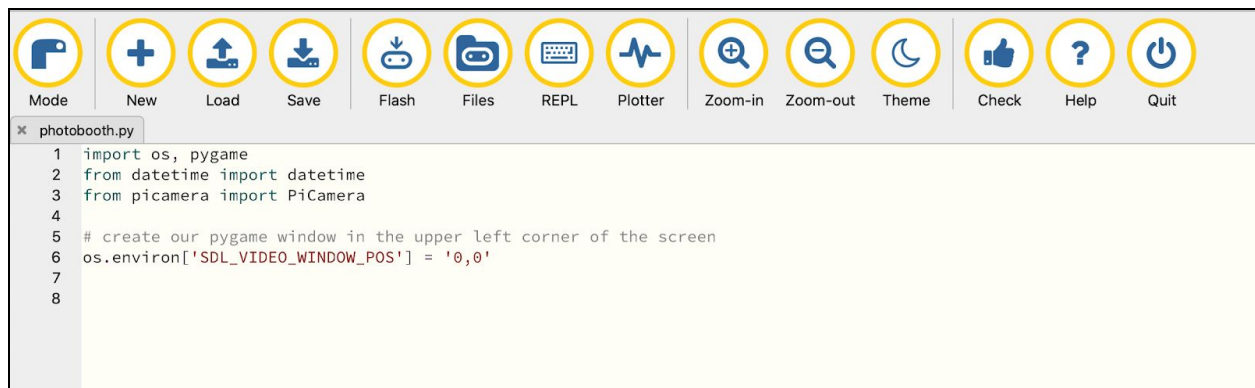 Mode New Load Save Flash Files REPL Plotter Zoom-in Zoom-out Theme Check Help Quit
photobooth.py
1 import os, pygame
2 from datetime import datetime
3 from picamera import PiCamera
4
5 # create our pygame window in the upper left corner of the screen
6 os.environ['SDL_VIDEO_WINDOW_POS'] = '0,0'
7
8